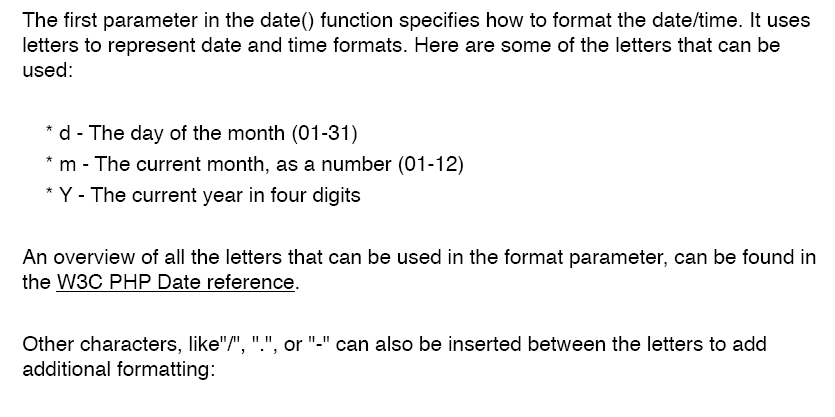 The first parameter in the date() function specifies how to format the date/time. It uses
letters to represent date and time formats. Here are some of the letters that can be
used:
* d - The day of the month (01-31)
* m - The current month, as a number (01-12)
* Y - The current year in four digits
An overview of all the letters that can be used in the format parameter, can be found in
the W3C PHP Date reference.
Other characters, like"/", ".", or "-" can also be inserted between the letters to add
additional formatting: